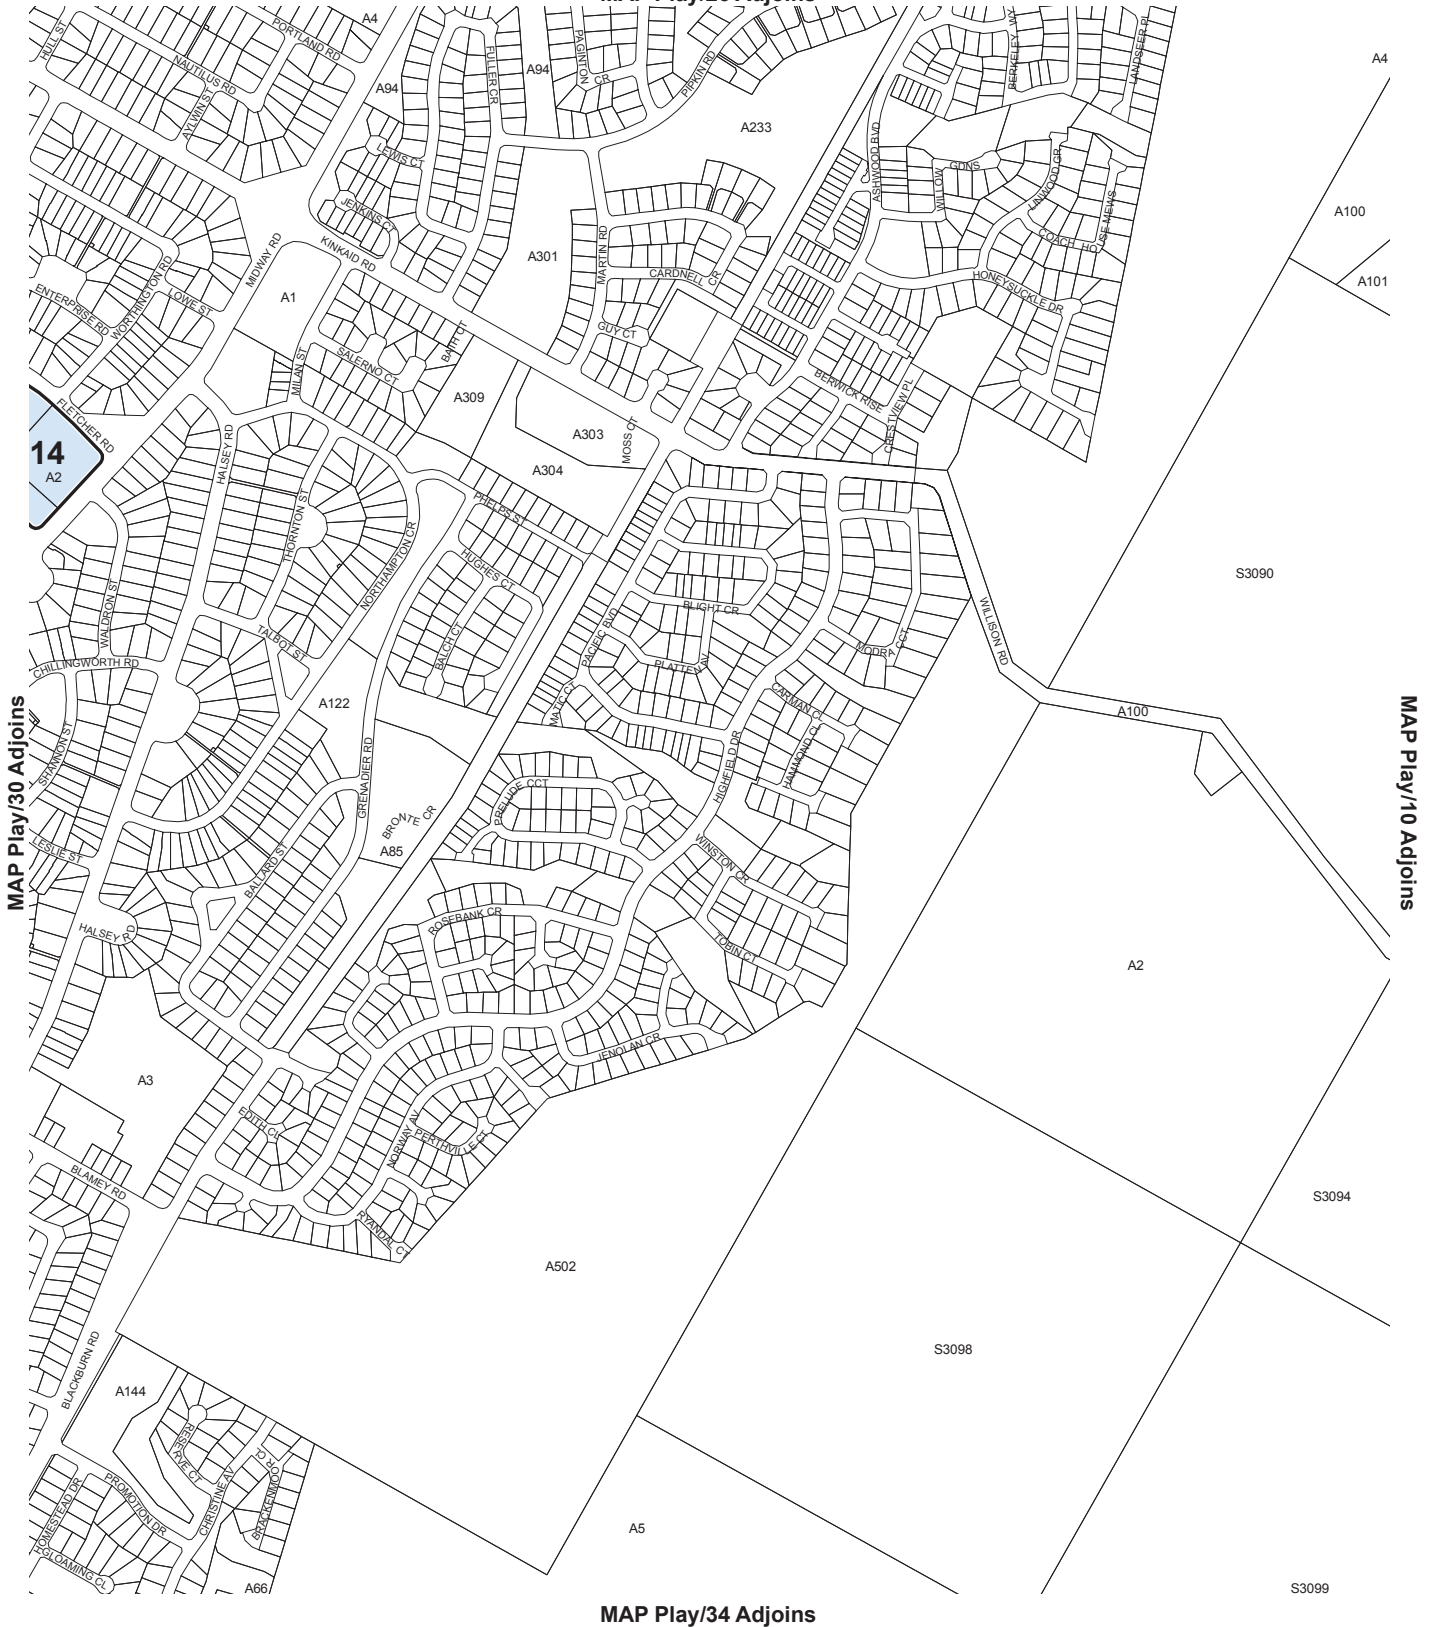 A4
A94
A94
A233
A4
HULL ST
PORTLAND RD
NAUTILUS RD
AYLWIN ST
FULLER CR
PAGINTON CR
PIPKIN RD
BERKELEY
LANDSEER PL
LEWIS CT
JENKINS CT
KINKAID RD
MIDWAY RD
ASHWOOD BVD
WILLOW GDNS
LINWOOD GR
COACH HOUSE MEWS
HONEYSUCKLE DR
A100
A101
A301
MARTIN RD
CARDNELL CR
GUY CT
ENTERPRISE RD
WORTHINGTON RD
LOWE ST
A1
MILAN ST
SALERNO CT
BATH CT
A309
A303
A304
MOSS CT
BERWICK RISE
CRESTVIEW PL
FLETCHER RD
14
A2
HALSEY RD
THORNTON ST
NORTHAMPTON CR
PHELPS ST
HUGHES CT
BALCH CT
S3090
WALDRON ST
TALBOT ST
CHILLINGWORTH RD
SHANNON ST
LESLIE ST
BLIGHT CR
PACIFIC BVD
PLATTEN AV
MATIC CT
MODRA CCT
WILLISON RD
CARMAN CL
HAMMOND CL
HIGHFIELD DR
A100
A122
GRENADIER RD
BRONTE CR
A85
PRELUDE CCT
WINSTON CR
BALLARD ST
HALSEY RD
ROSEBANK CR
TOBIN CT
A2
MAP Play/30 Adjoins
MAP Play/10 Adjoins
JENOLAN CR
A3
EDITH CL
NORWAY AV
PERTHVILLE CT
RYANDAL CT
BLAMEY RD
S3094
A502
S3098
BLACKBURN RD
A144
RESERVE CT
CHRISTINE AV
BRACKENMOOR CL
PROMOTION DR
HOMESTEAD DR
GLOAMING CL
A66
A5
S3099
MAP Play/34 Adjoins